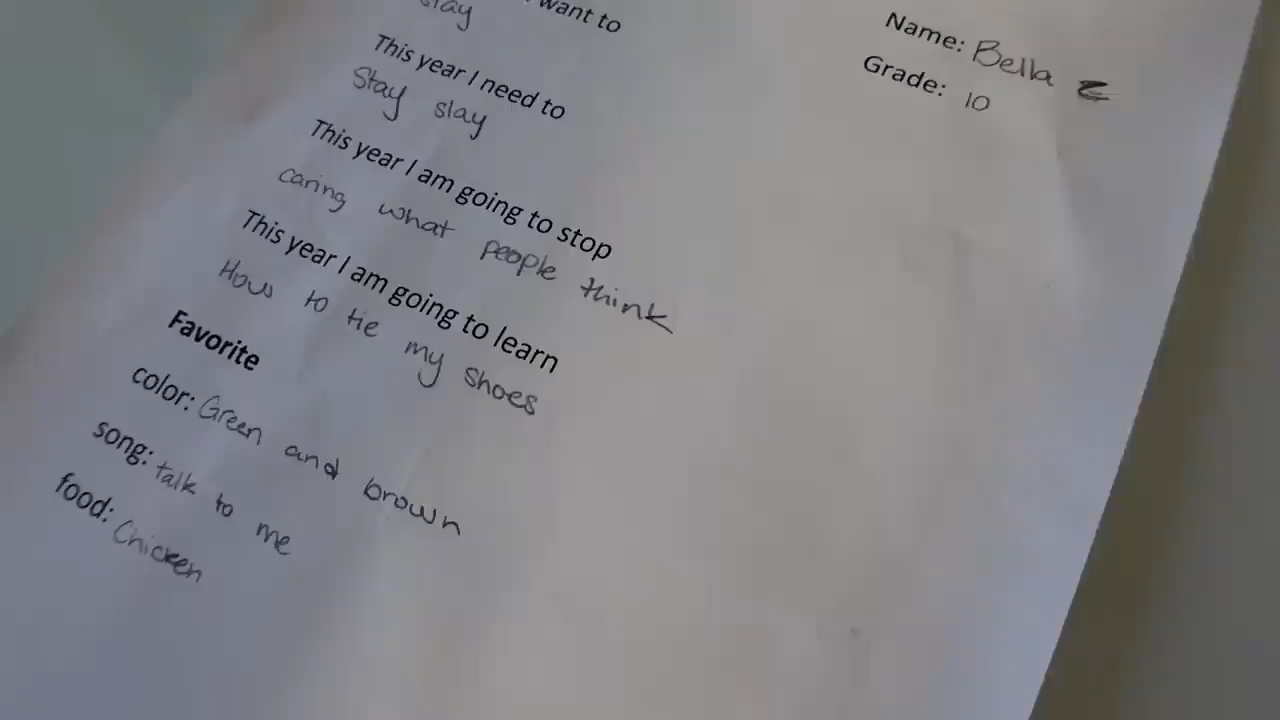 want to
slay
This year I need to
Stay slay
This year I am going to stop
caring what people think
This year I am going to learn
How to tie my shoes
Favorite
color: Green and brown
song: talk to me
food: Chicken
Name: Bella
Grade: 10